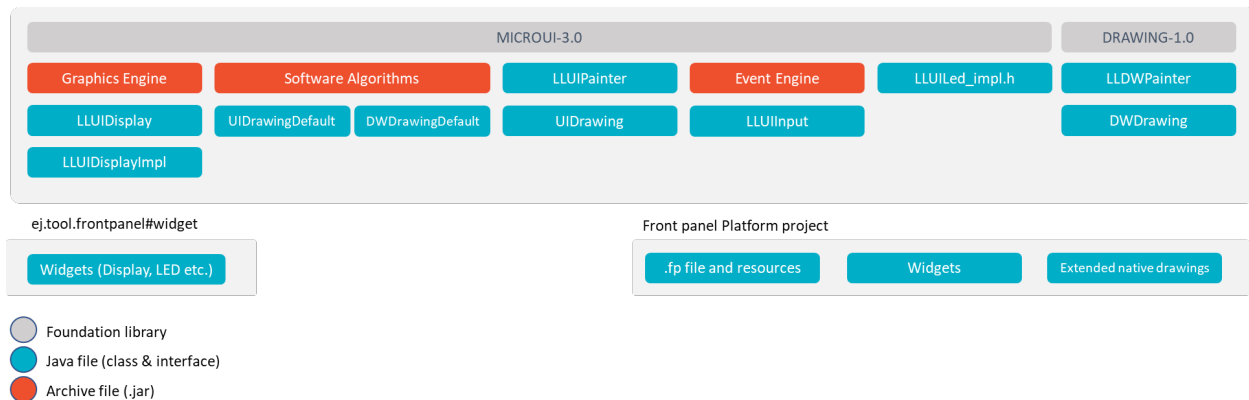 MICROUI-3.0
DRAWING-1.0
Graphics Engine
Software Algorithms
LLUIPainter
Event Engine
LLUILed_impl.h
LLDWPainter
LLUIDisplay
UIDrawingDefault
DWDrawingDefault
UIDrawing
LLUIInput
DWDrawing
LLUIDisplayImpl
ej.tool.frontpanel#widget
Front panel Platform project
Widgets (Display, LED etc.)
.fp file and resources
Widgets
Extended native drawings
Foundation library
Java file (class & interface)
Archive file (.jar)